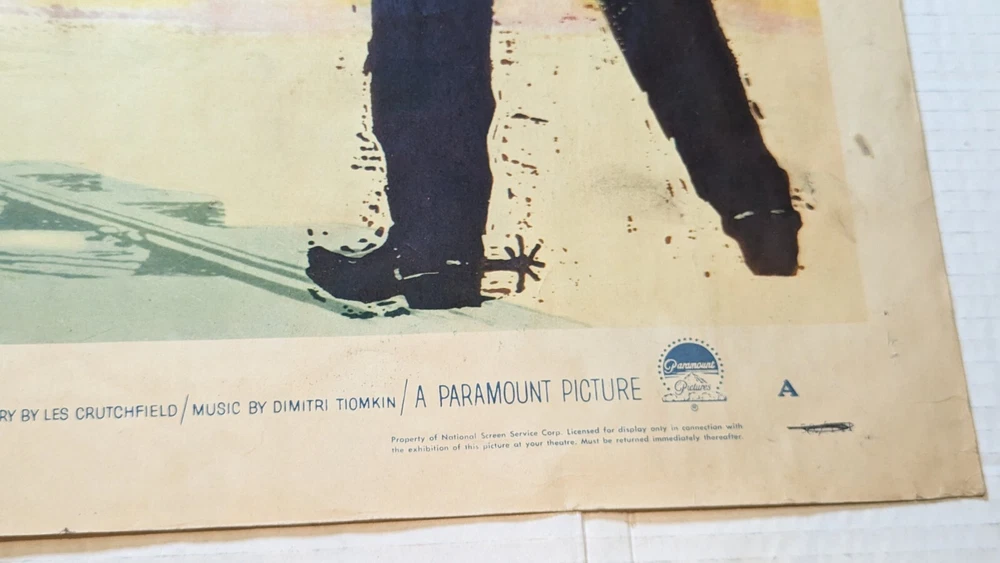 RY BY LES CRUTCHFIELD/MUSIC BY DIMITRI TIOMKIN/A PARAMOUNT PICTURE
Paramount
Pictures
®
A
Property of National Screen Service Corp. Licensed for display only in connection with
the exhibition of this picture at your theatre. Must be returned immediately thereafter.